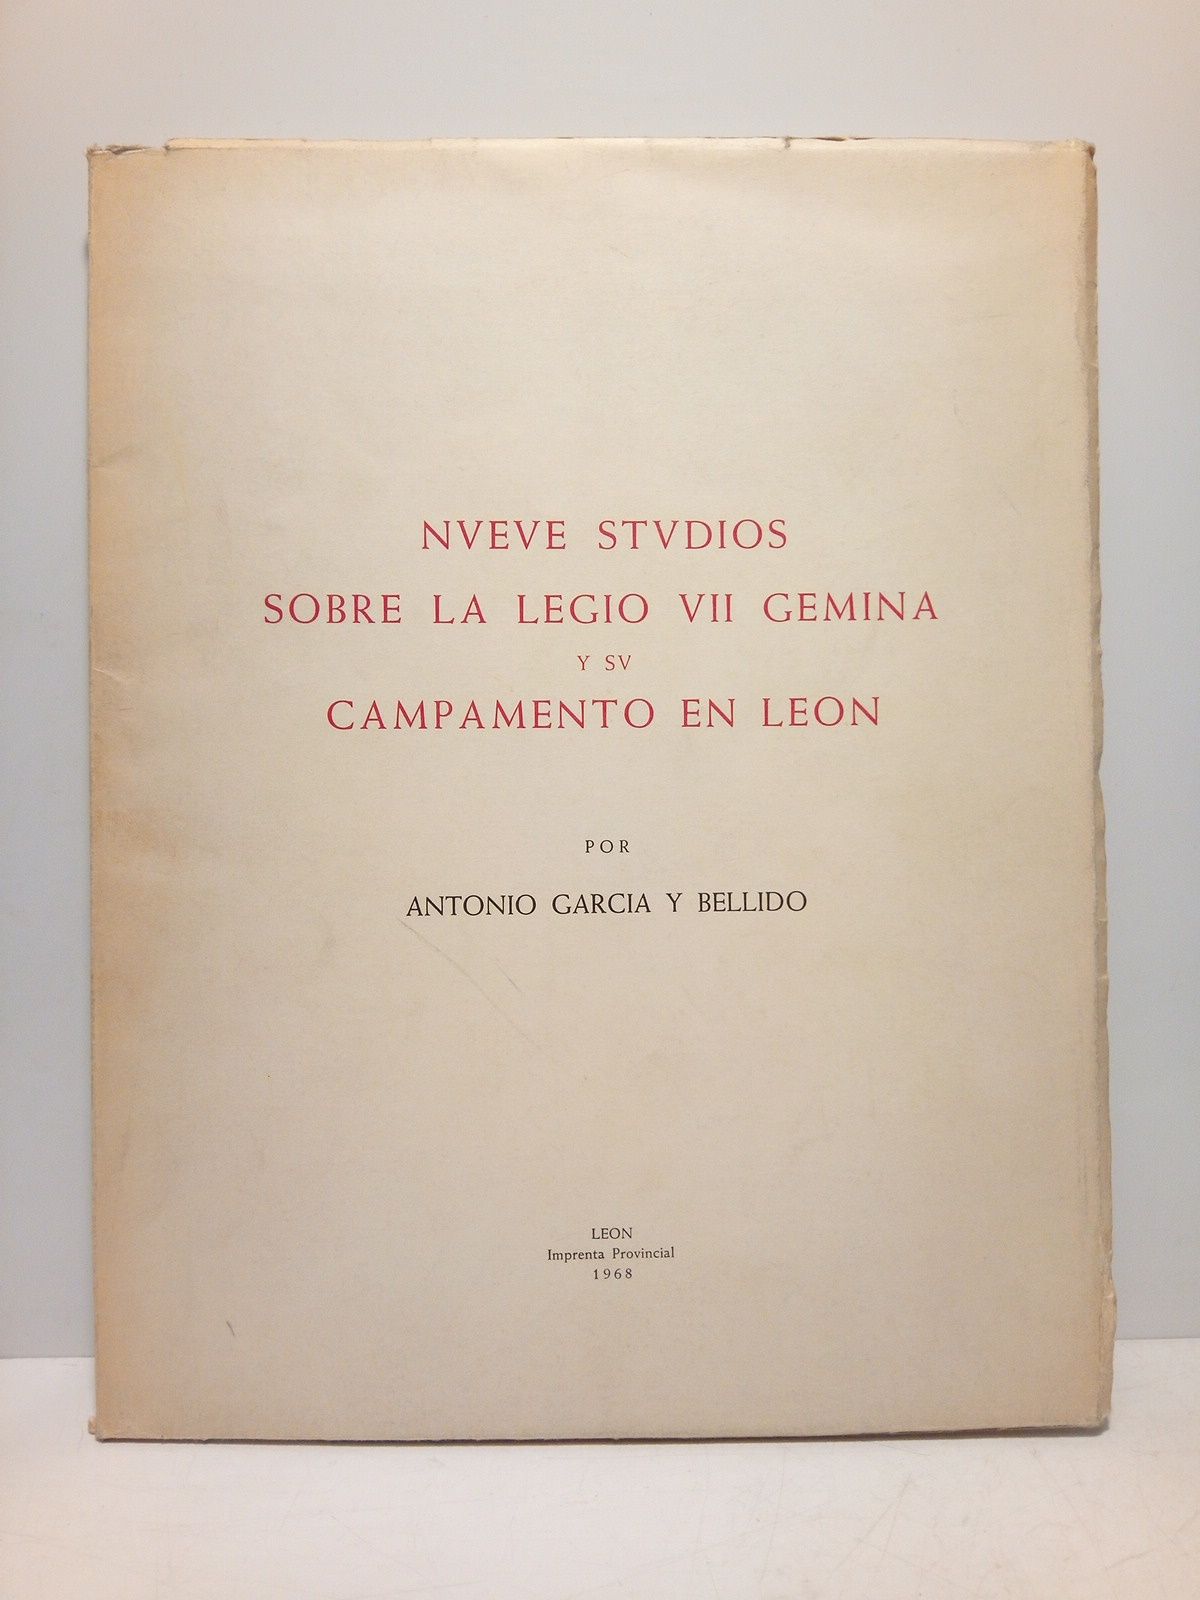 NVEVE STVDIOS
SOBRE LA LEGIO VII GEMINA
Y SV
CAMPAMENTO EN LEON
POR
ANTONIO GARCIA Y BELLIDO
LEON
Imprenta Provincial
1968